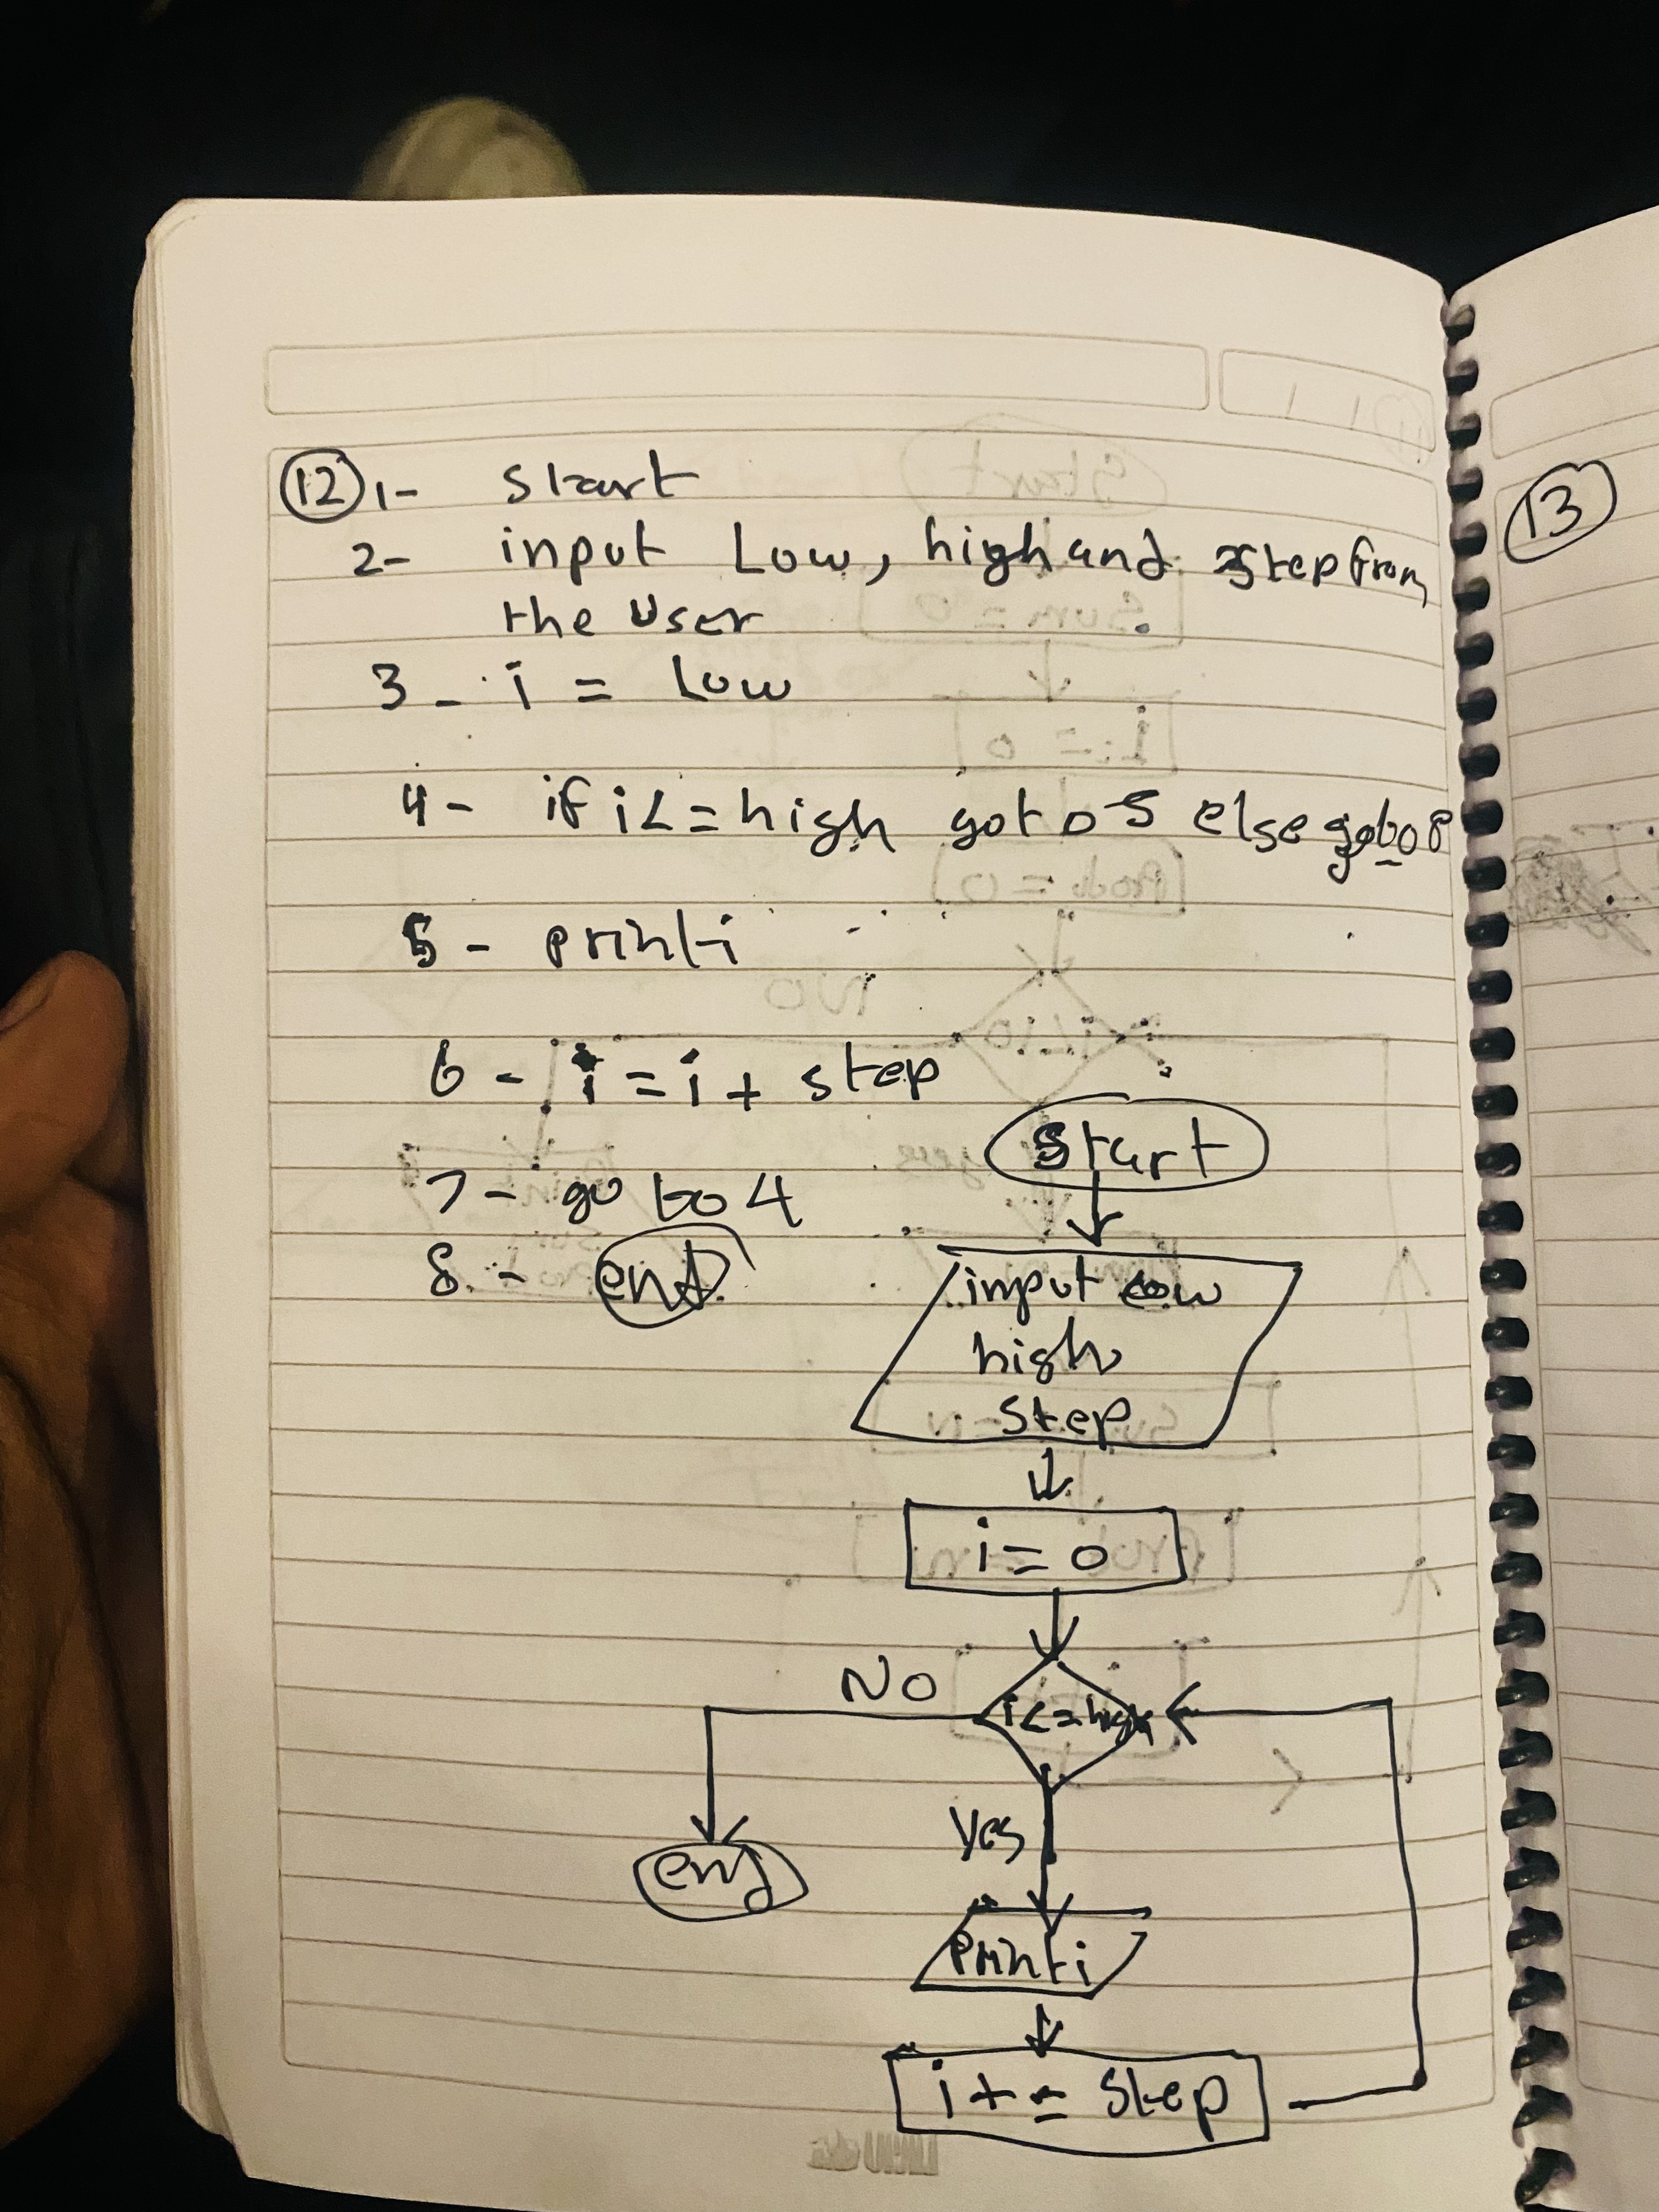 12 1- Start
2- input Low, high and step from
the user
3- i = Low
4- if i<=high goto 5 else goto 8
5- print i
6- i = i + step
7- go to 4
8- end
Start
input low
high
step
i = 0
NO
i<=high
Yes
end
print i
i += step
13